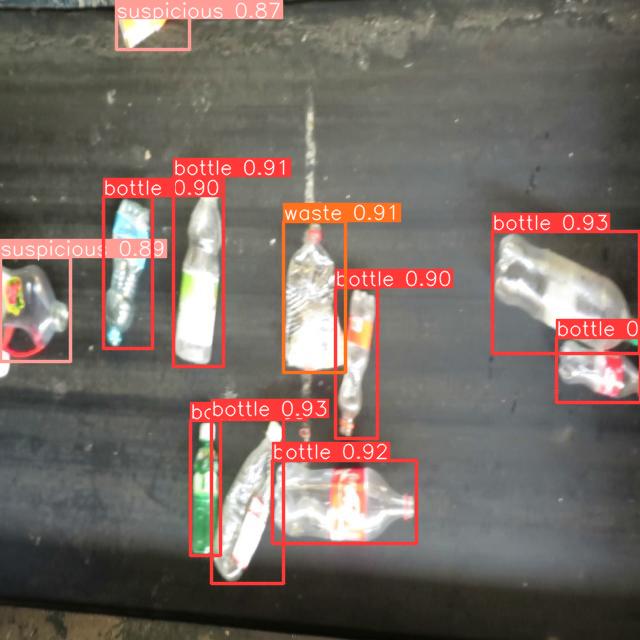 suspicious 0.87
bottle 0.91
bottle 0.90
waste 0.91
bottle 0.93
suspicious 0.89
bottle 0.90
bottle 0
bo
bottle 0.93
bottle 0.92